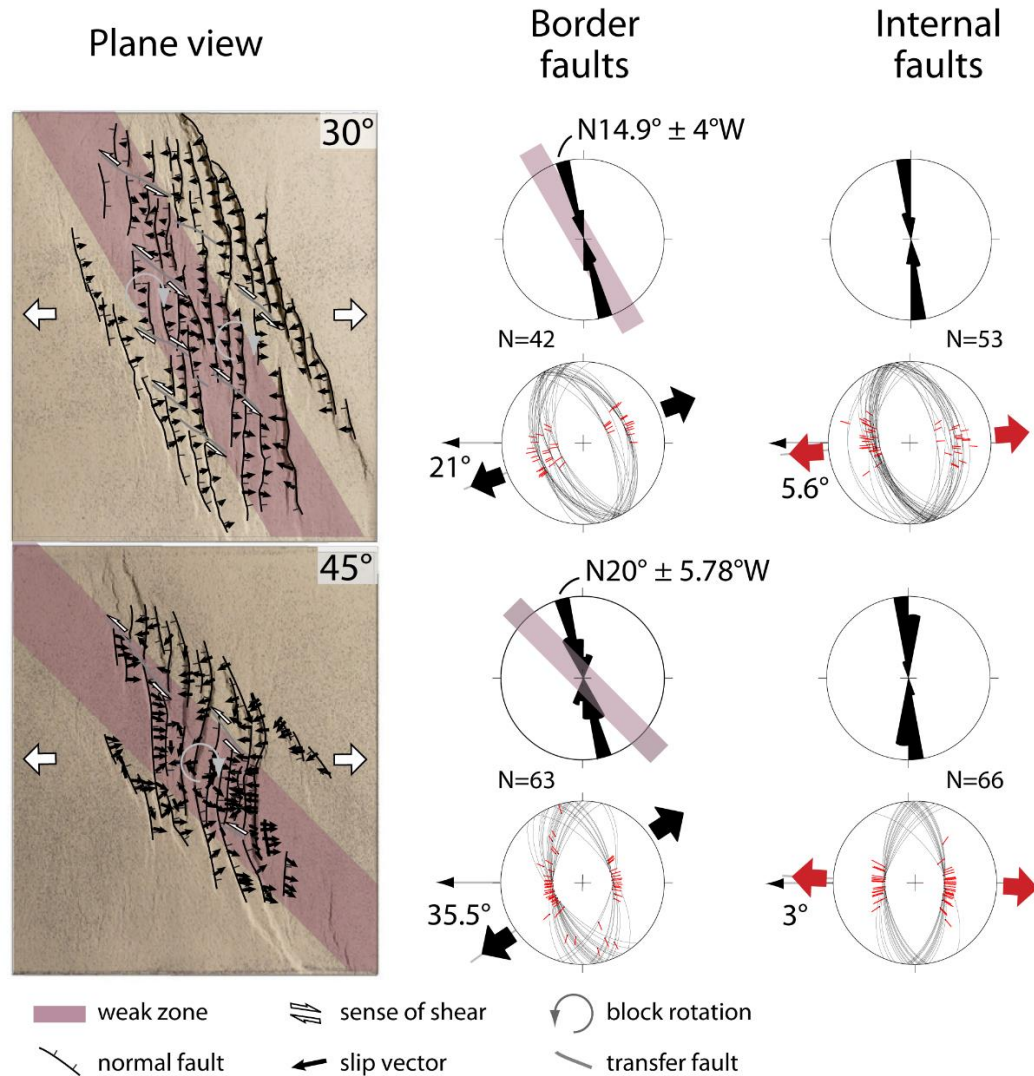 Plane view
Border
faults
Internal
faults
30°
N14.9° ± 4°W
N=42
N=53
21°
5.6°
45°
N20° ± 5.78°W
N=63
N=66
35.5°
3°
weak zone
sense of shear
block rotation
normal fault
slip vector
transfer fault